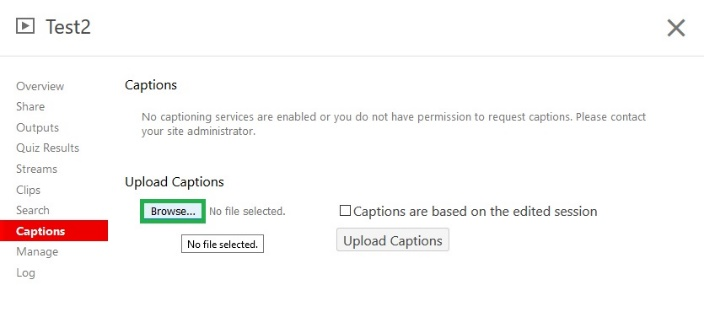 Test2
Overview
Share
Outputs
Quiz Results
Streams
Clips
Search
Captions
Manage
Log
Captions
No captioning services are enabled or you do not have permission to request captions. Please contact
your site administrator.
Upload Captions
Browse... No file selected.
Captions are based on the edited session
No file selected.
Upload Captions